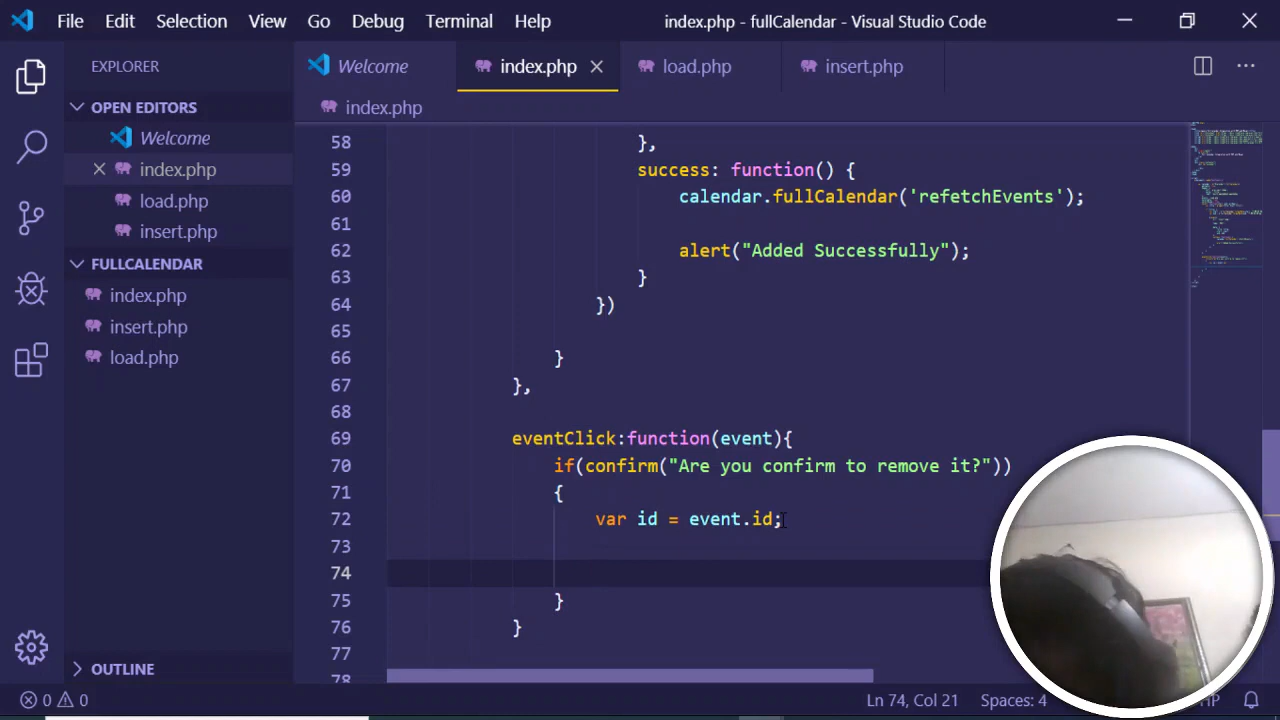 File Edit Selection View Go Debug Terminal Help index.php - fullCalendar - Visual Studio Code
EXPLORER
OPEN EDITORS
Welcome
index.php
load.php
insert.php
FULLCALENDAR
index.php
insert.php
load.php
OUTLINE
Welcome index.php load.php insert.php
index.php
58 },
59 success: function() {
60 calendar.fullCalendar('refetchEvents');
61
62 alert("Added Successfully");
63 }
64 })
65
66 }
67 },
68
69 eventClick:function(event){
70 if(confirm("Are you confirm to remove it?"))
71 {
72 var id = event.id;
73
74
75 }
76 }
77
78
0 0 Ln 74, Col 21 Spaces: 4 HP